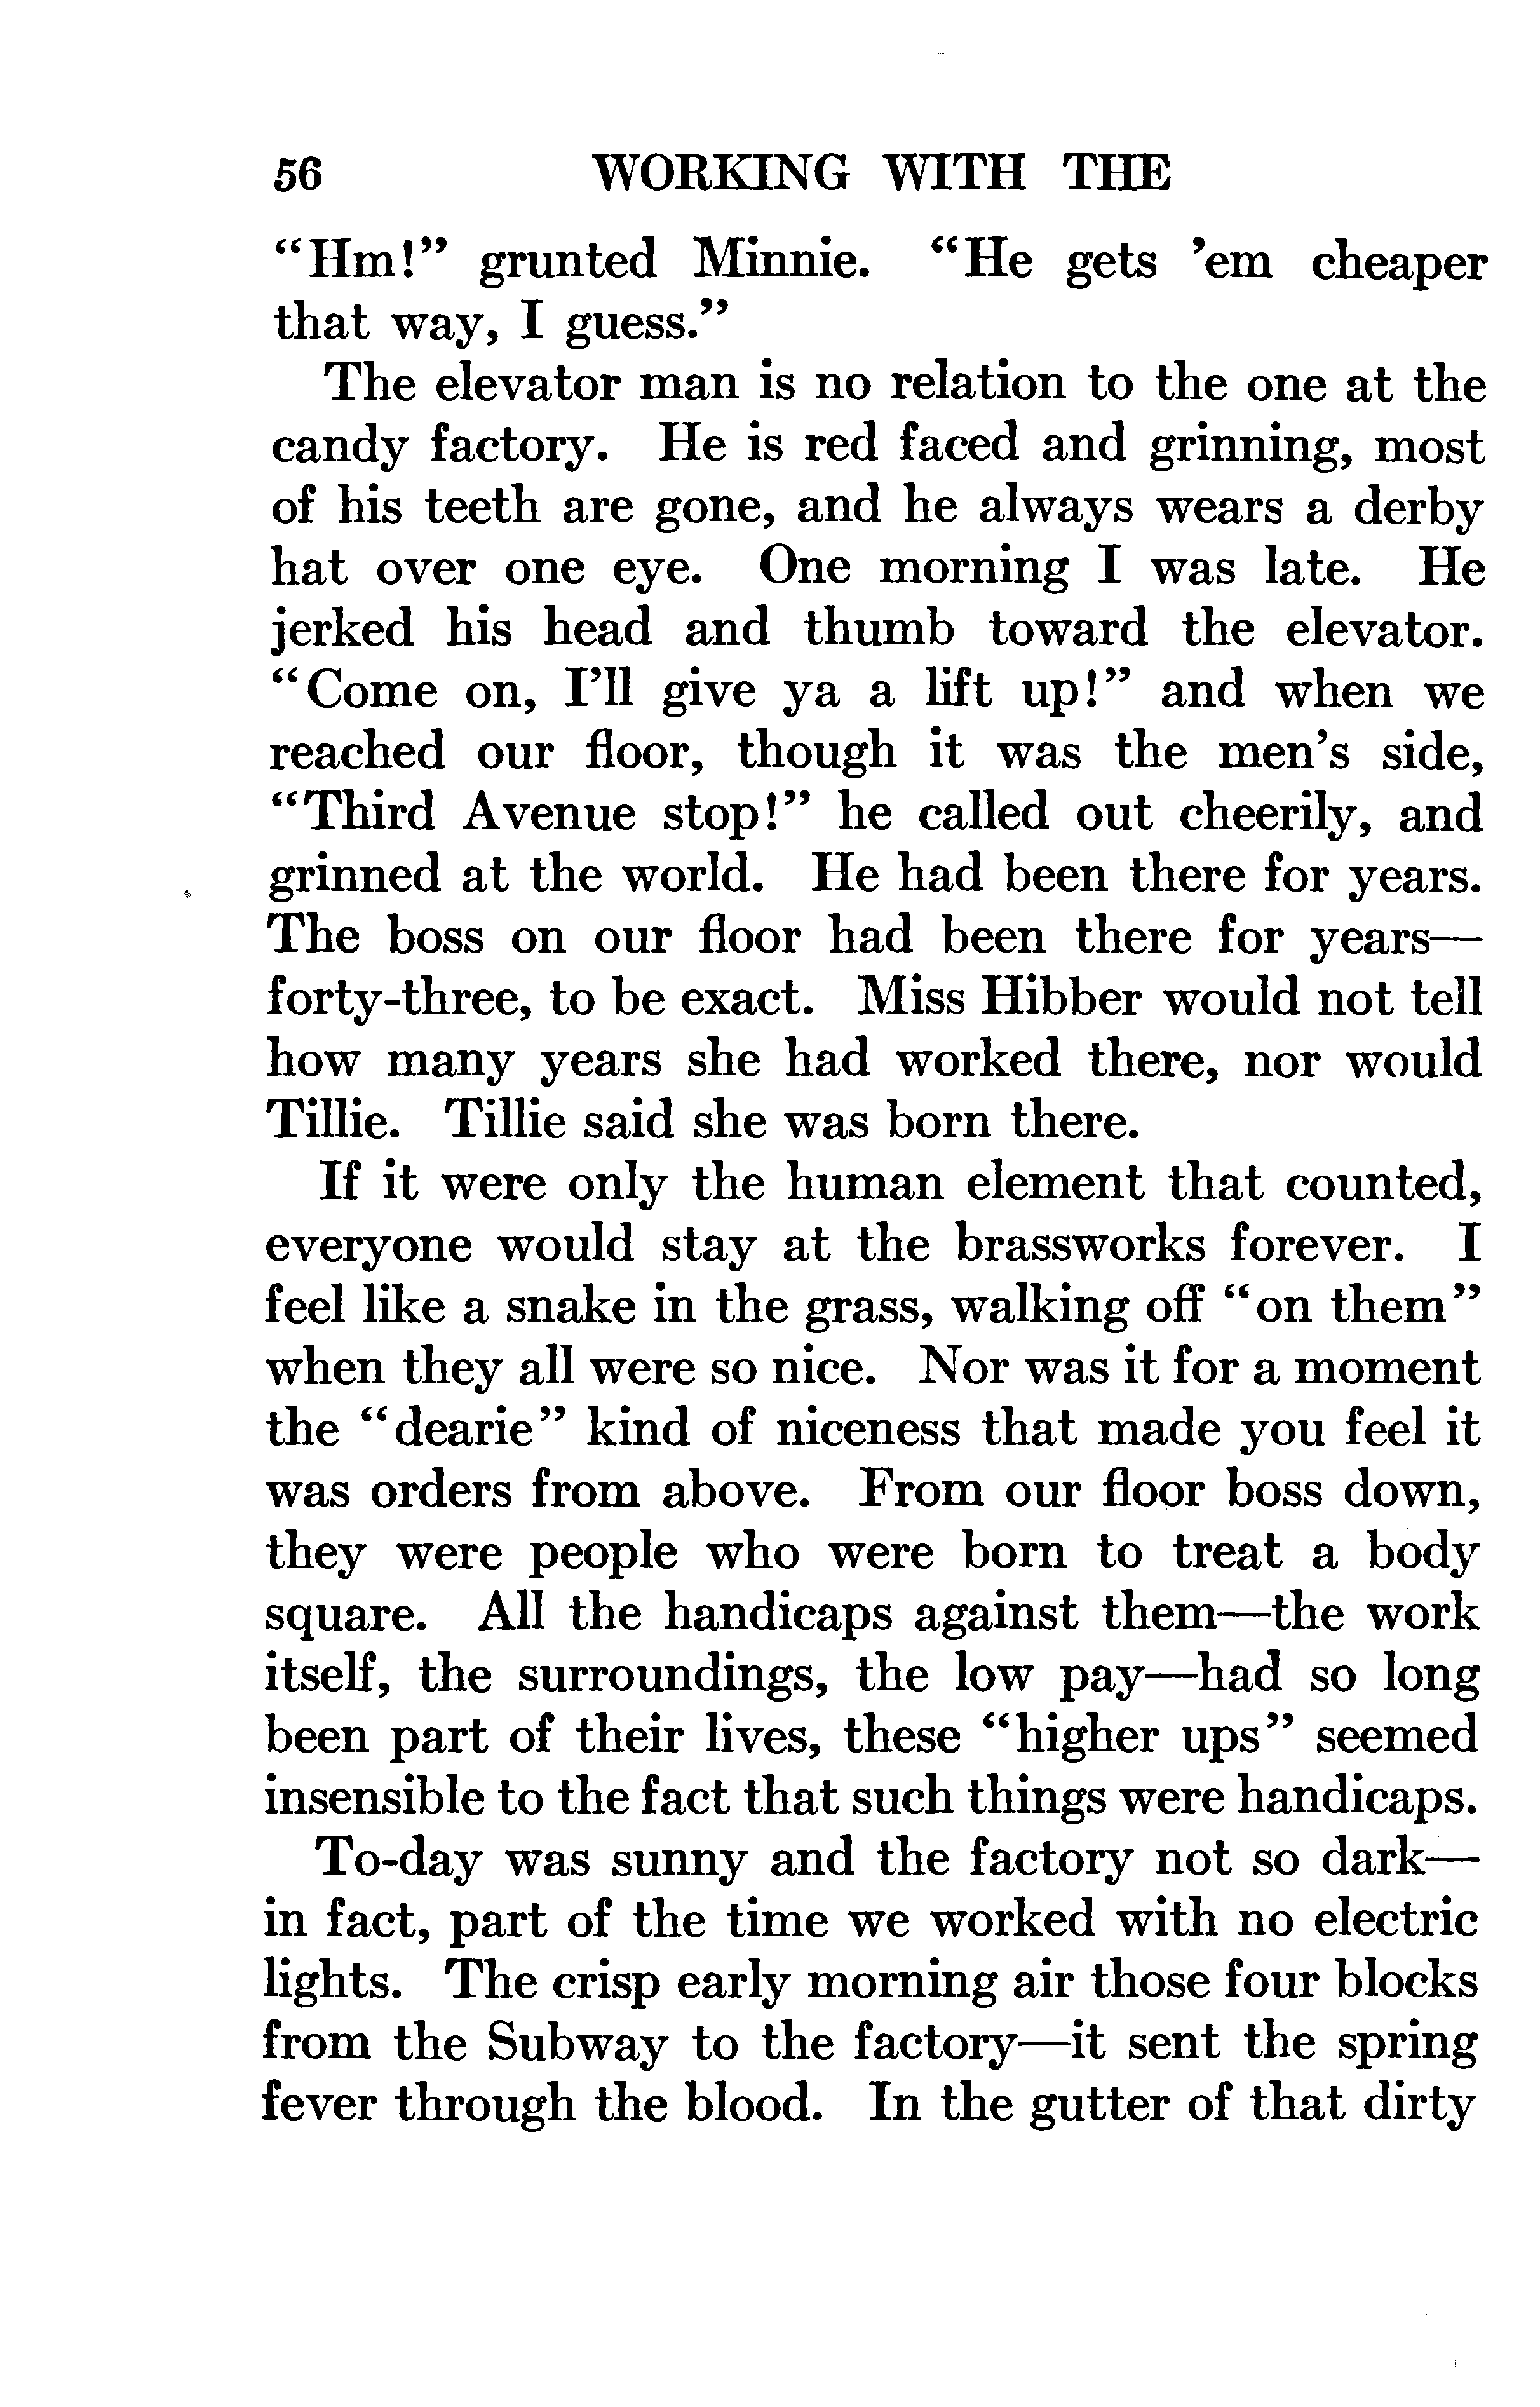 56 WORKING WITH THE
“Hm!” grunted Minnie. “He gets ’em cheaper
that way, I guess.”
The elevator man is no relation to the one at the
candy factory. He is red faced and grinning, most
of his teeth are gone, and he always wears a derby
hat over one eye. One morning I was late. He
jerked his head and thumb toward the elevator.
“Come on, I’ll give ya a lift up!” and when we
reached our floor, though it was the men’s side,
“Third Avenue stop!” he called out cheerily, and
grinned at the world. He had been there for years.
The boss on our floor had been there for years—
forty-three, to be exact. Miss Hibber would not tell
how many years she had worked there, nor would
Tillie. Tillie said she was born there.
If it were only the human element that counted,
everyone would stay at the brassworks forever. I
feel like a snake in the grass, walking off “on them”
when they all were so nice. Nor was it for a moment
the “dearie” kind of niceness that made you feel it
was orders from above. From our floor boss down,
they were people who were born to treat a body
square. All the handicaps against them—the work
itself, the surroundings, the low pay—had so long
been part of their lives, these “higher ups” seemed
insensible to the fact that such things were handicaps.
To-day was sunny and the factory not so dark—
in fact, part of the time we worked with no electric
lights. The crisp early morning air those four blocks
from the Subway to the factory—it sent the spring
fever through the blood. In the gutter of that dirty